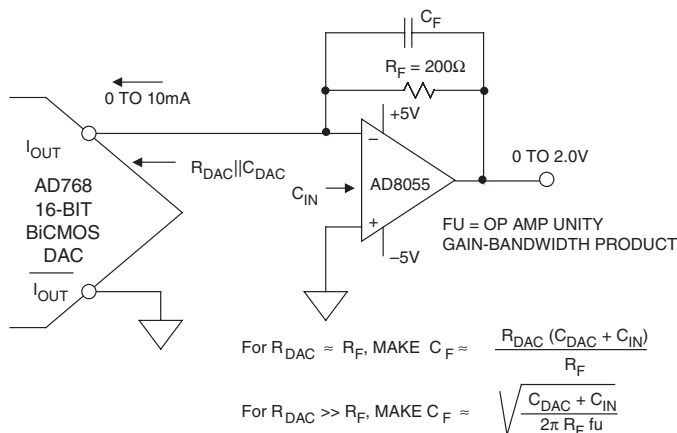 C_F
R_F = 200Ω
0 TO 10mA
+5V
–
I_OUT
R_DAC||C_DAC
C_IN
AD8055
0 TO 2.0V
AD768
16-BIT
BiCMOS
DAC
+
–5V
FU = OP AMP UNITY
GAIN-BANDWIDTH PRODUCT
I_OUT
For R_DAC ≈ R_F, MAKE C_F ≈ R_DAC (C_DAC + C_IN) / R_F
For R_DAC >> R_F, MAKE C_F ≈ √(C_DAC + C_IN / 2π R_F fu)